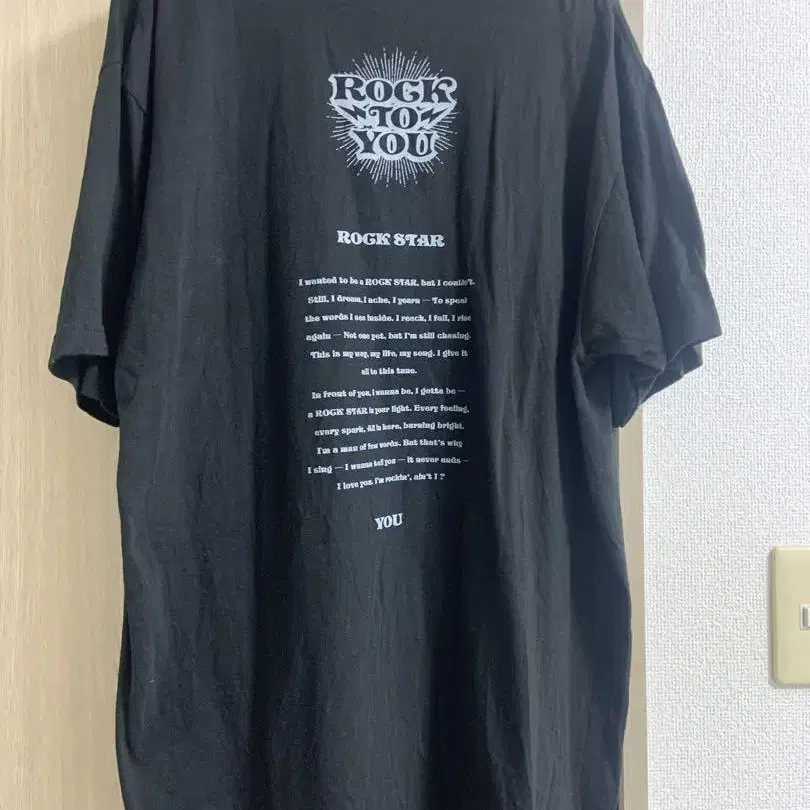 ROCK
TO
YOU
ROCK STAR
I wanted to be a ROCK STAR, but I couldn't.
Still, I dream, I ache, I yearn — To speak
the words I see inside. I reach, I fall, I rise
again — Not one yet, but I'm still chasing.
This is my way, my life, my song. I give it
all to this tune.
In front of you, I wanna be, I gotta be —
a ROCK STAR in your light. Every feeling,
every spark, All in here, burning bright.
I'm a man of few words. But that's why
I sing — I wanna tell you — it never ends —
I love you. I'm rockin', ain't I ?
YOU